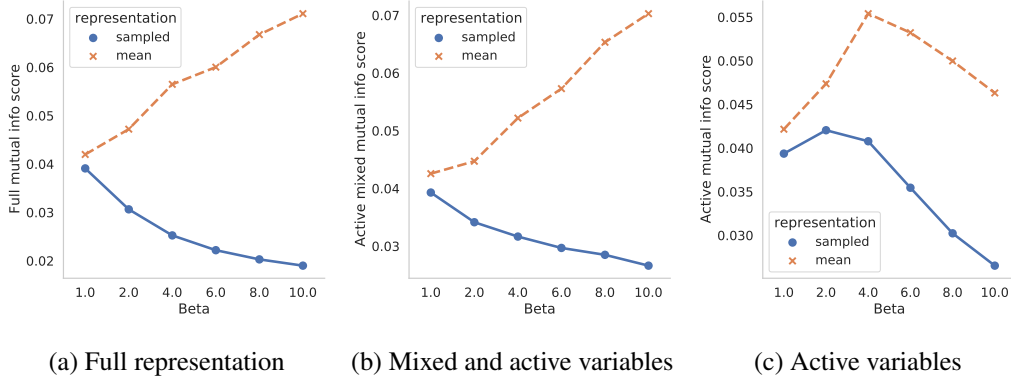 Full mutual info score
0.07
0.06
0.05
0.04
0.03
0.02
representation
sampled
mean
1.0 2.0 4.0 6.0 8.0 10.0
Beta
(a) Full representation
Active mixed mutual info score
0.07
0.06
0.05
0.04
0.03
representation
sampled
mean
1.0 2.0 4.0 6.0 8.0 10.0
Beta
(b) Mixed and active variables
Active mutual info score
0.055
0.050
0.045
0.040
0.035
0.030
representation
sampled
mean
1.0 2.0 4.0 6.0 8.0 10.0
Beta
(c) Active variables